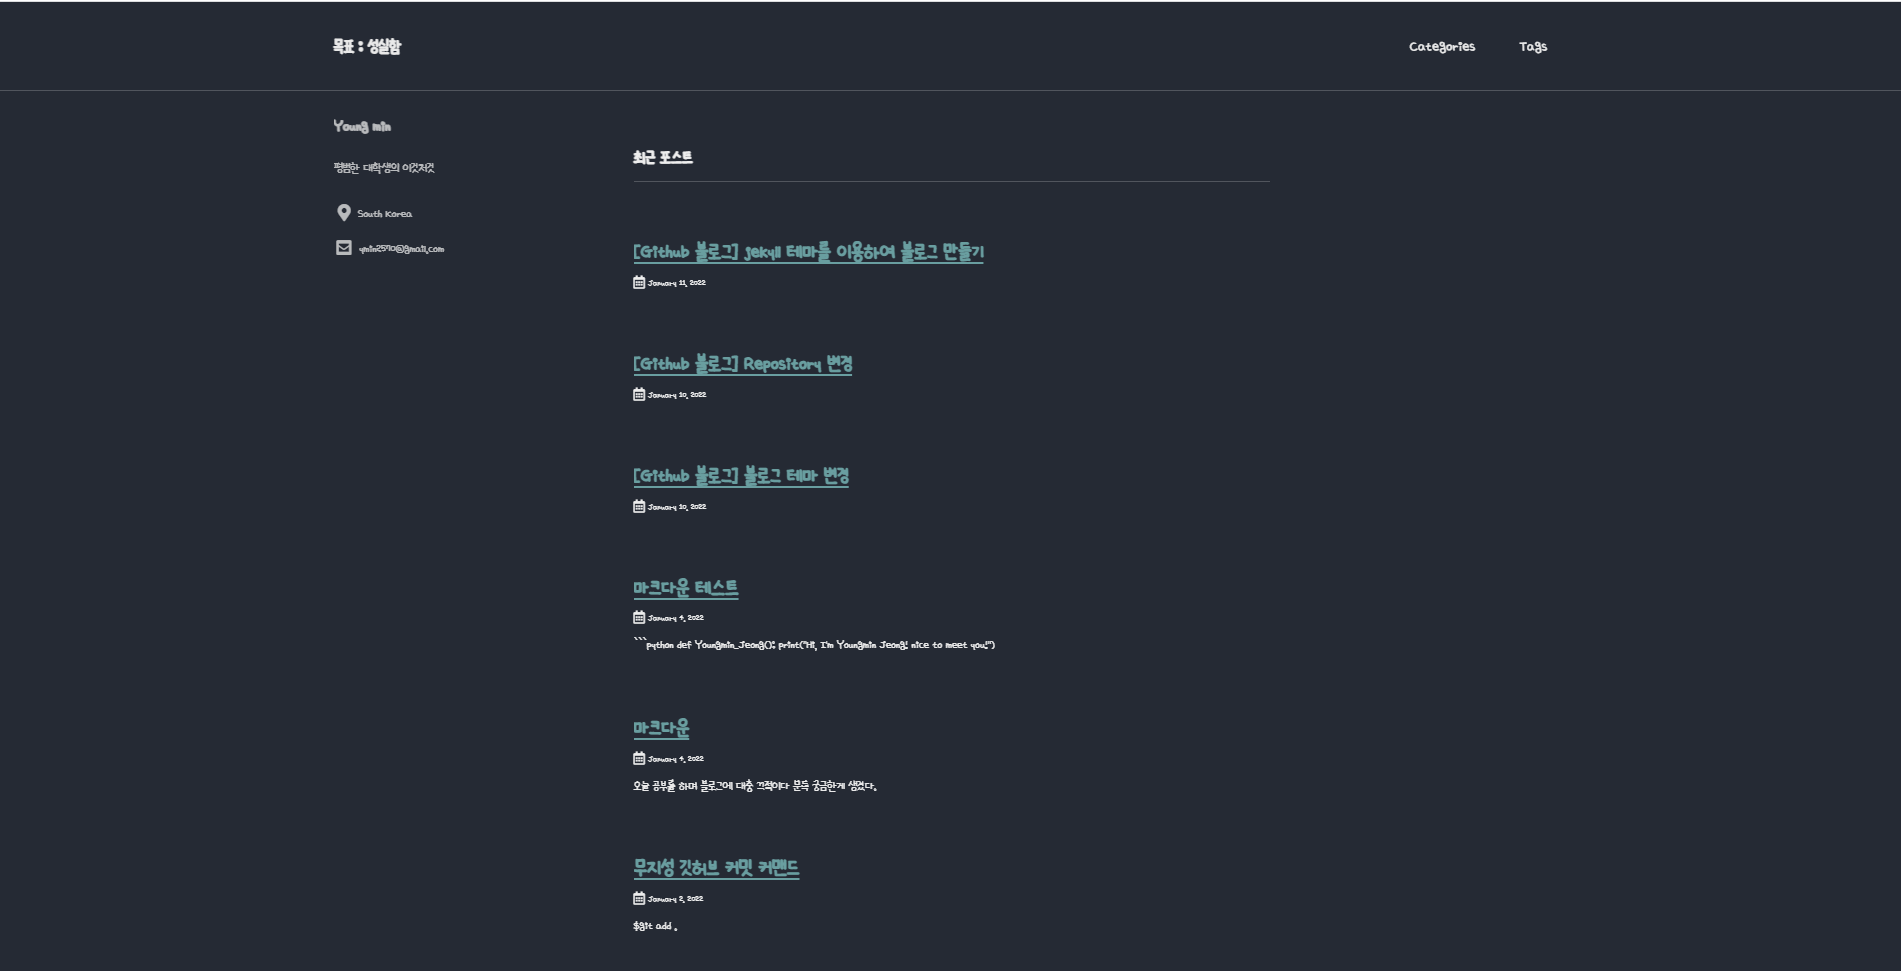 목표 : 성실함
Categories
Tags
Young min
평범한 대학생의 이것저것
South Korea
ymin2570@gmail.com
최근 포스트
[Github 블로그] jekyll 테마를 이용하여 블로그 만들기
January 11, 2022
[Github 블로그] Repository 변경
January 10, 2022
[Github 블로그] 블로그 테마 변경
January 10, 2022
마크다운 테스트
January 4, 2022
```python def Youngmin_Jeong(): print("Hi, I'm Youngmin Jeong! nice to meet you!")
마크다운
January 4, 2022
오늘 공부를 하며 블로그에 대충 끄적이다 문득 궁금한게 생겼다.
무지성 깃허브 커밋 커맨드
January 2, 2022
$git add .